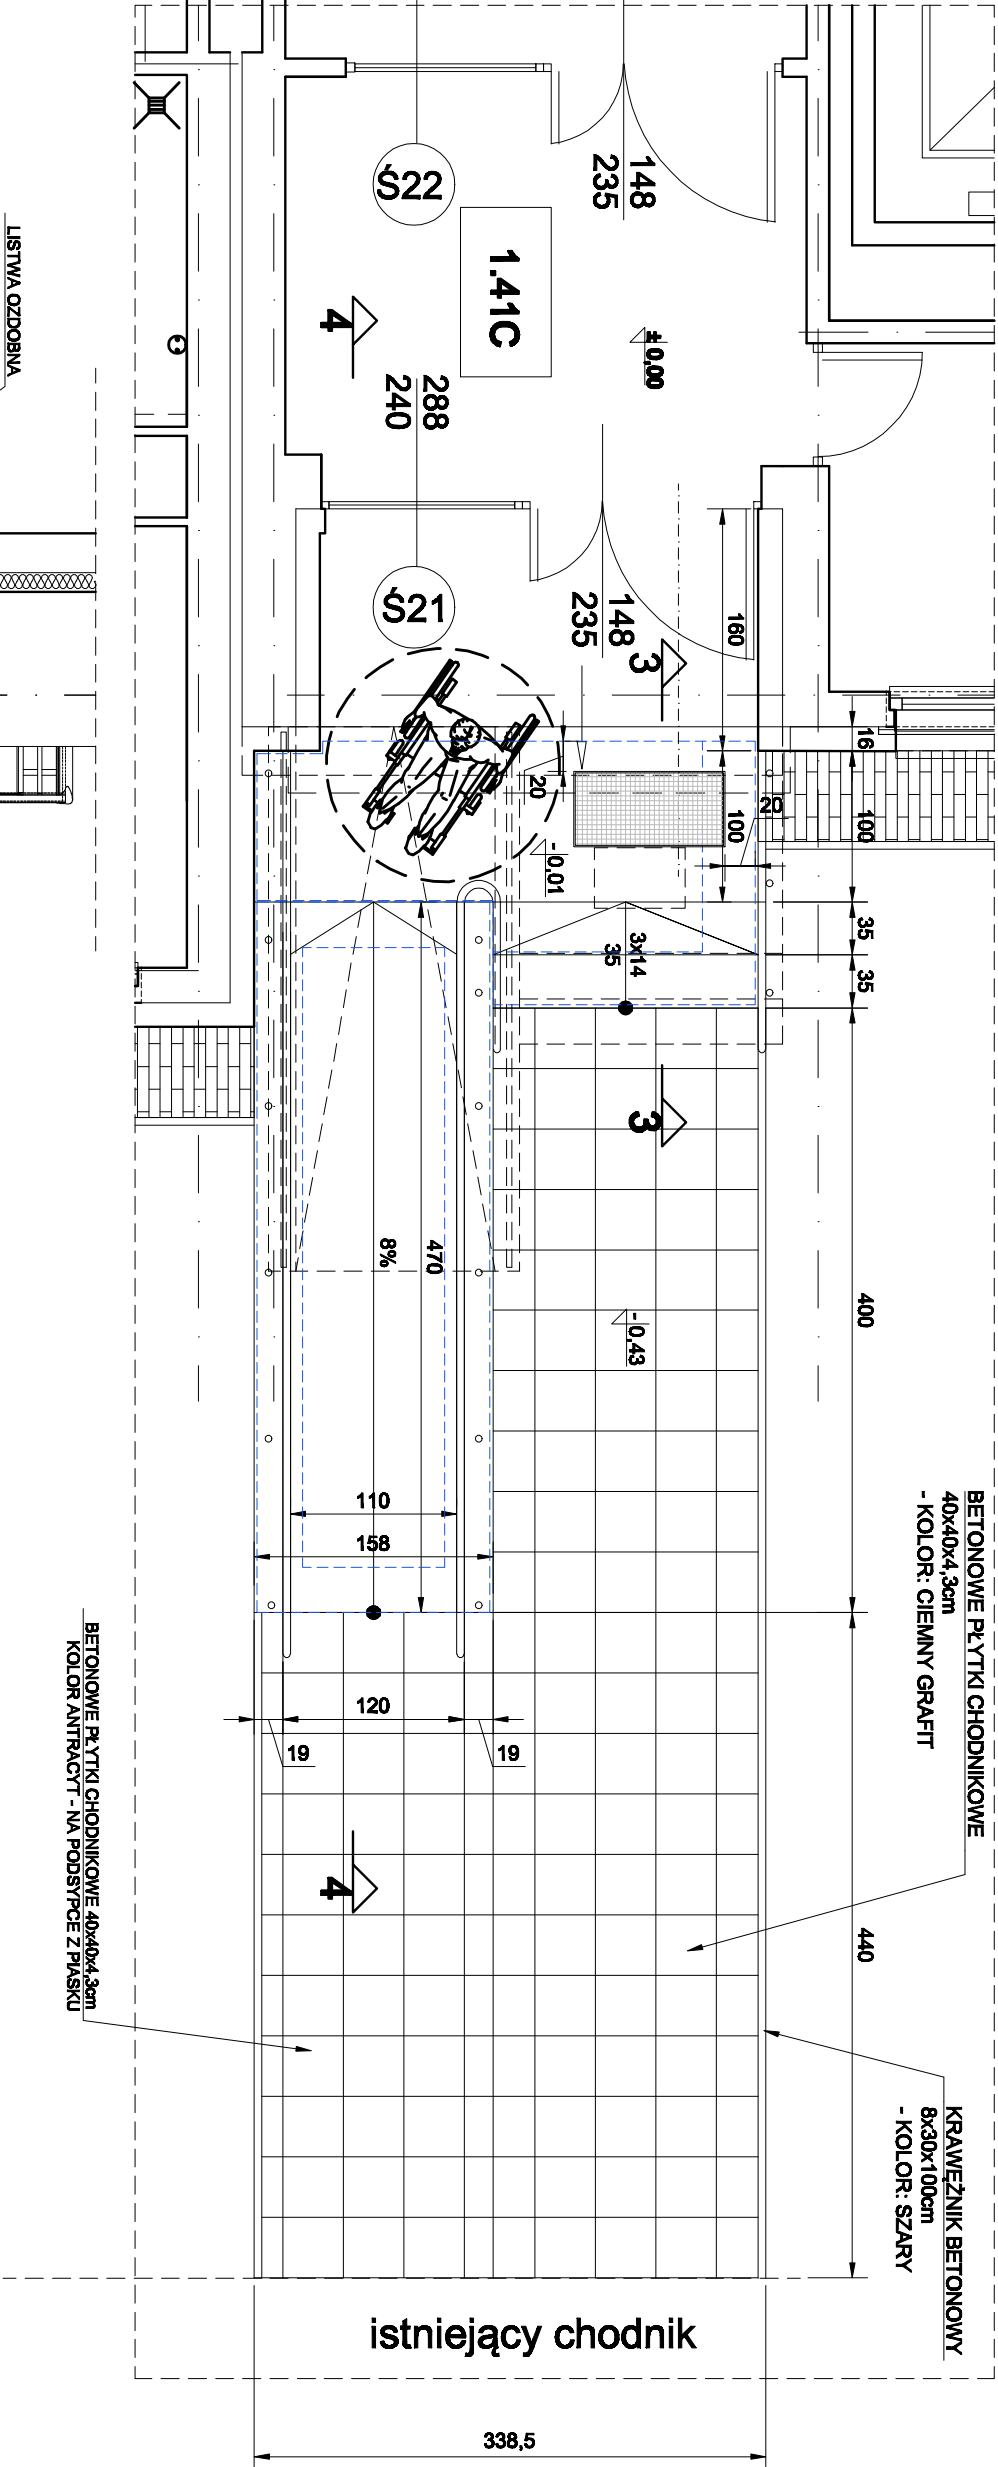 LISTWA OZDOBNA
Ś22
148
235
1.41C
± 0,00
4
288
240
Ś21
148
235
3
160
16
20
20
100
100
- 0,01
35
35
3x14
35
3
470
8%
- 0,43
400
110
158
120
19
19
4
440
BETONOWE PŁYTKI CHODNIKOWE
40x40x4,3cm
- KOLOR: CIEMNY GRAFIT
BETONOWE PŁYTKI CHODNIKOWE 40x40x4,3cm
KOLOR ANTRACYT - NA PODSYPCE Z PIASKU
KRAWĘŻNIK BETONOWY
8x30x100cm
- KOLOR: SZARY
istniejący chodnik
338,5